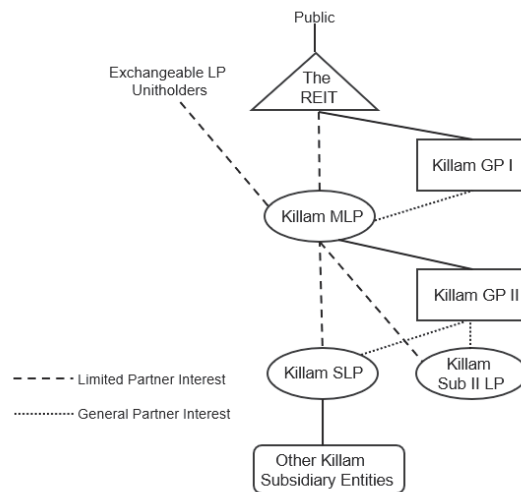 Public
The
REIT
Exchangeable LP
Unitholders
Killam GP I
Killam MLP
Killam GP II
Killam SLP
Killam
Sub II LP
Limited Partner Interest
General Partner Interest
Other Killam
Subsidiary Entities